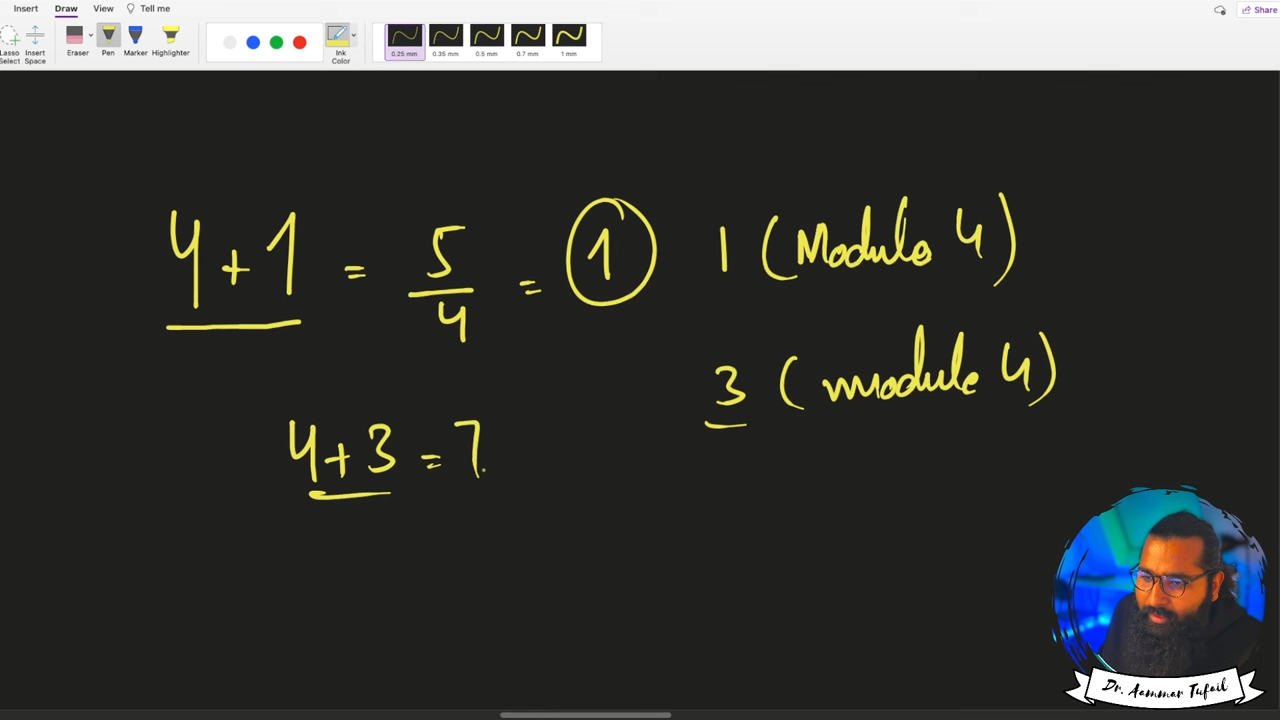 Insert Draw View Tell me
Share
Lasso Select
Insert Space
Eraser
Pen
Marker
Highlighter
Ink Color
0.25 mm
0.35 mm
0.5 mm
0.7 mm
1 mm
4 + 1 = 5/4 = 1 1 (Modulo 4)
3 (modulo 4)
4 + 3 = 7
Dr. Aammar Tufail